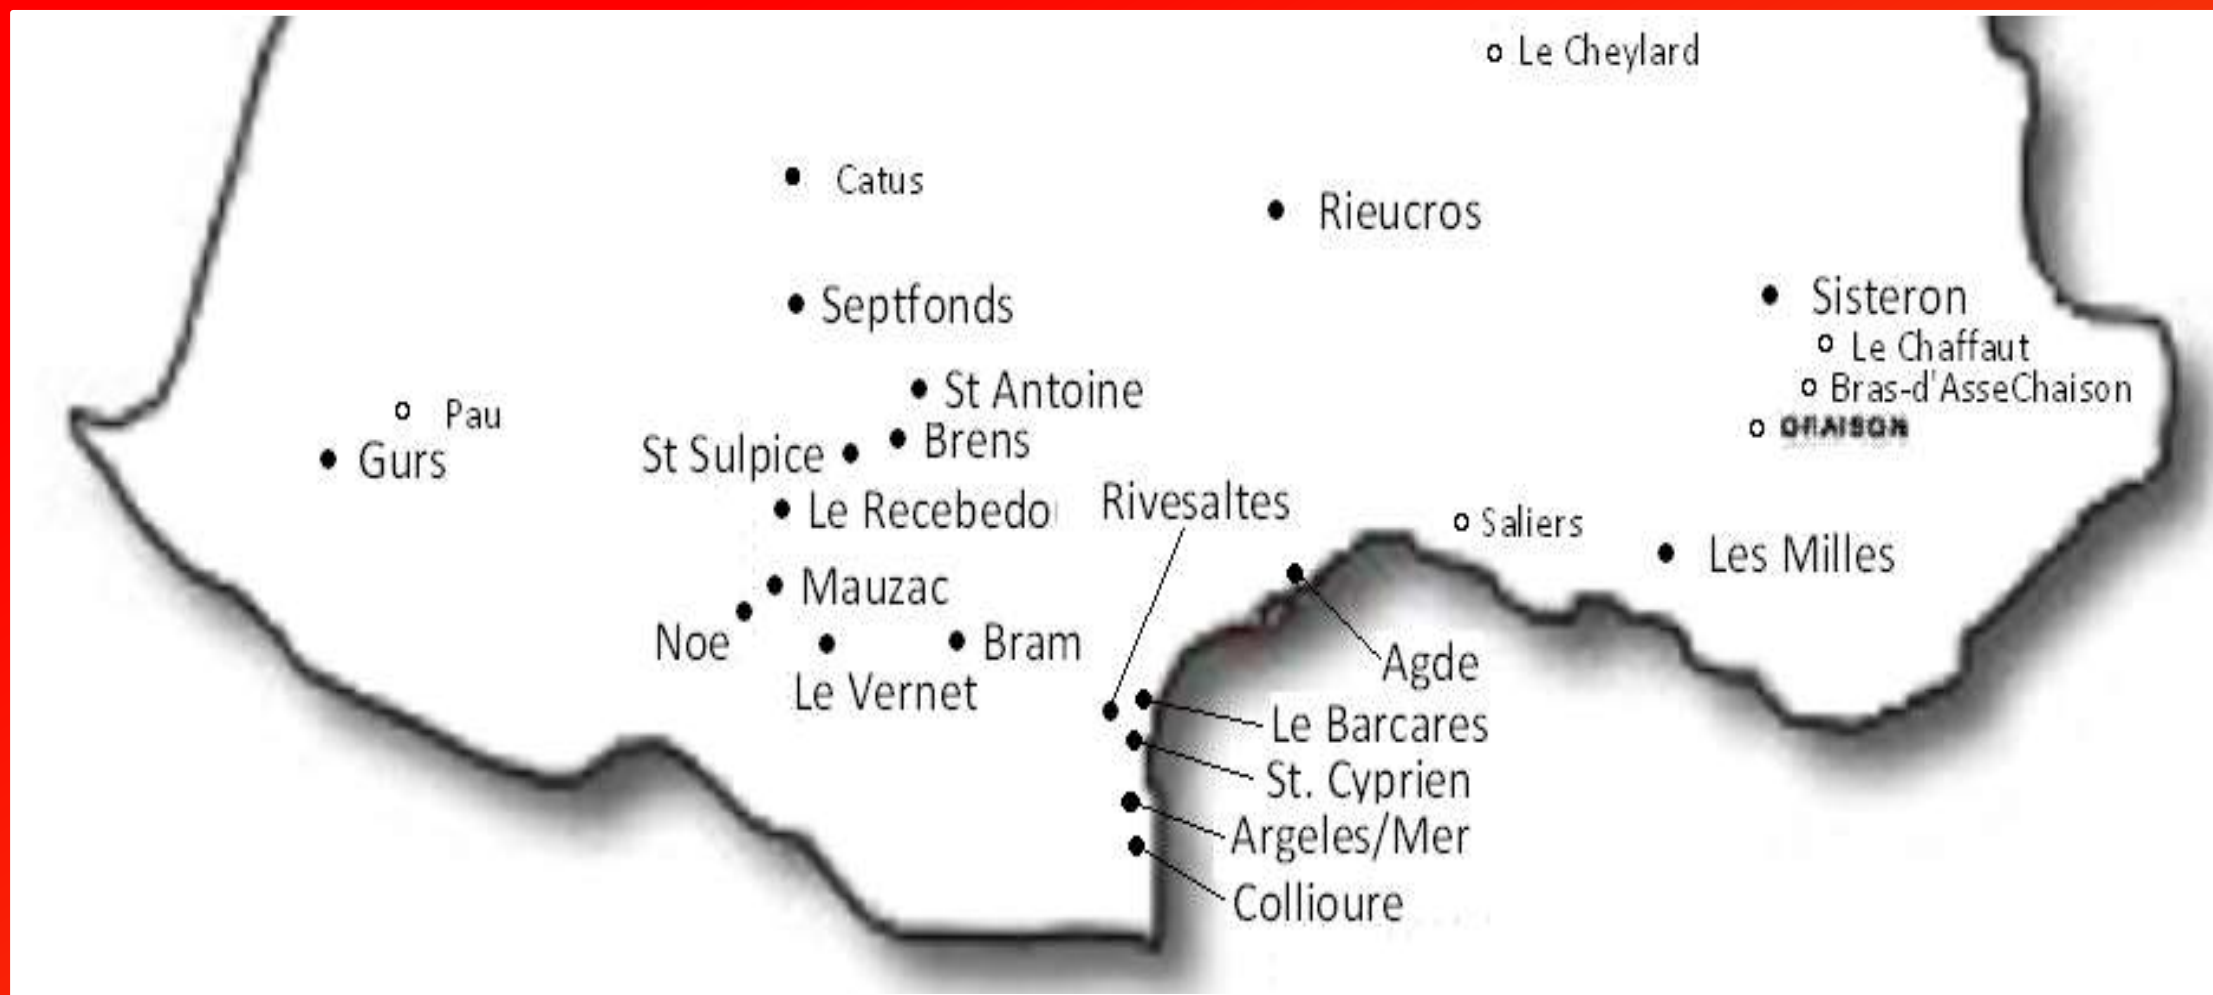 Le Cheylard
Catus
Rieucros
Septfonds
Sisteron
Le Chaffaut
St Antoine
Bras-d'AsseChaison
Pau
ORAISON
Brens
St Sulpice
Gurs
Rivesaltes
Le Recebedo
Saliers
Les Milles
Mauzac
Noe
Bram
Agde
Le Vernet
Le Barcares
St. Cyprien
Argeles/Mer
Collioure